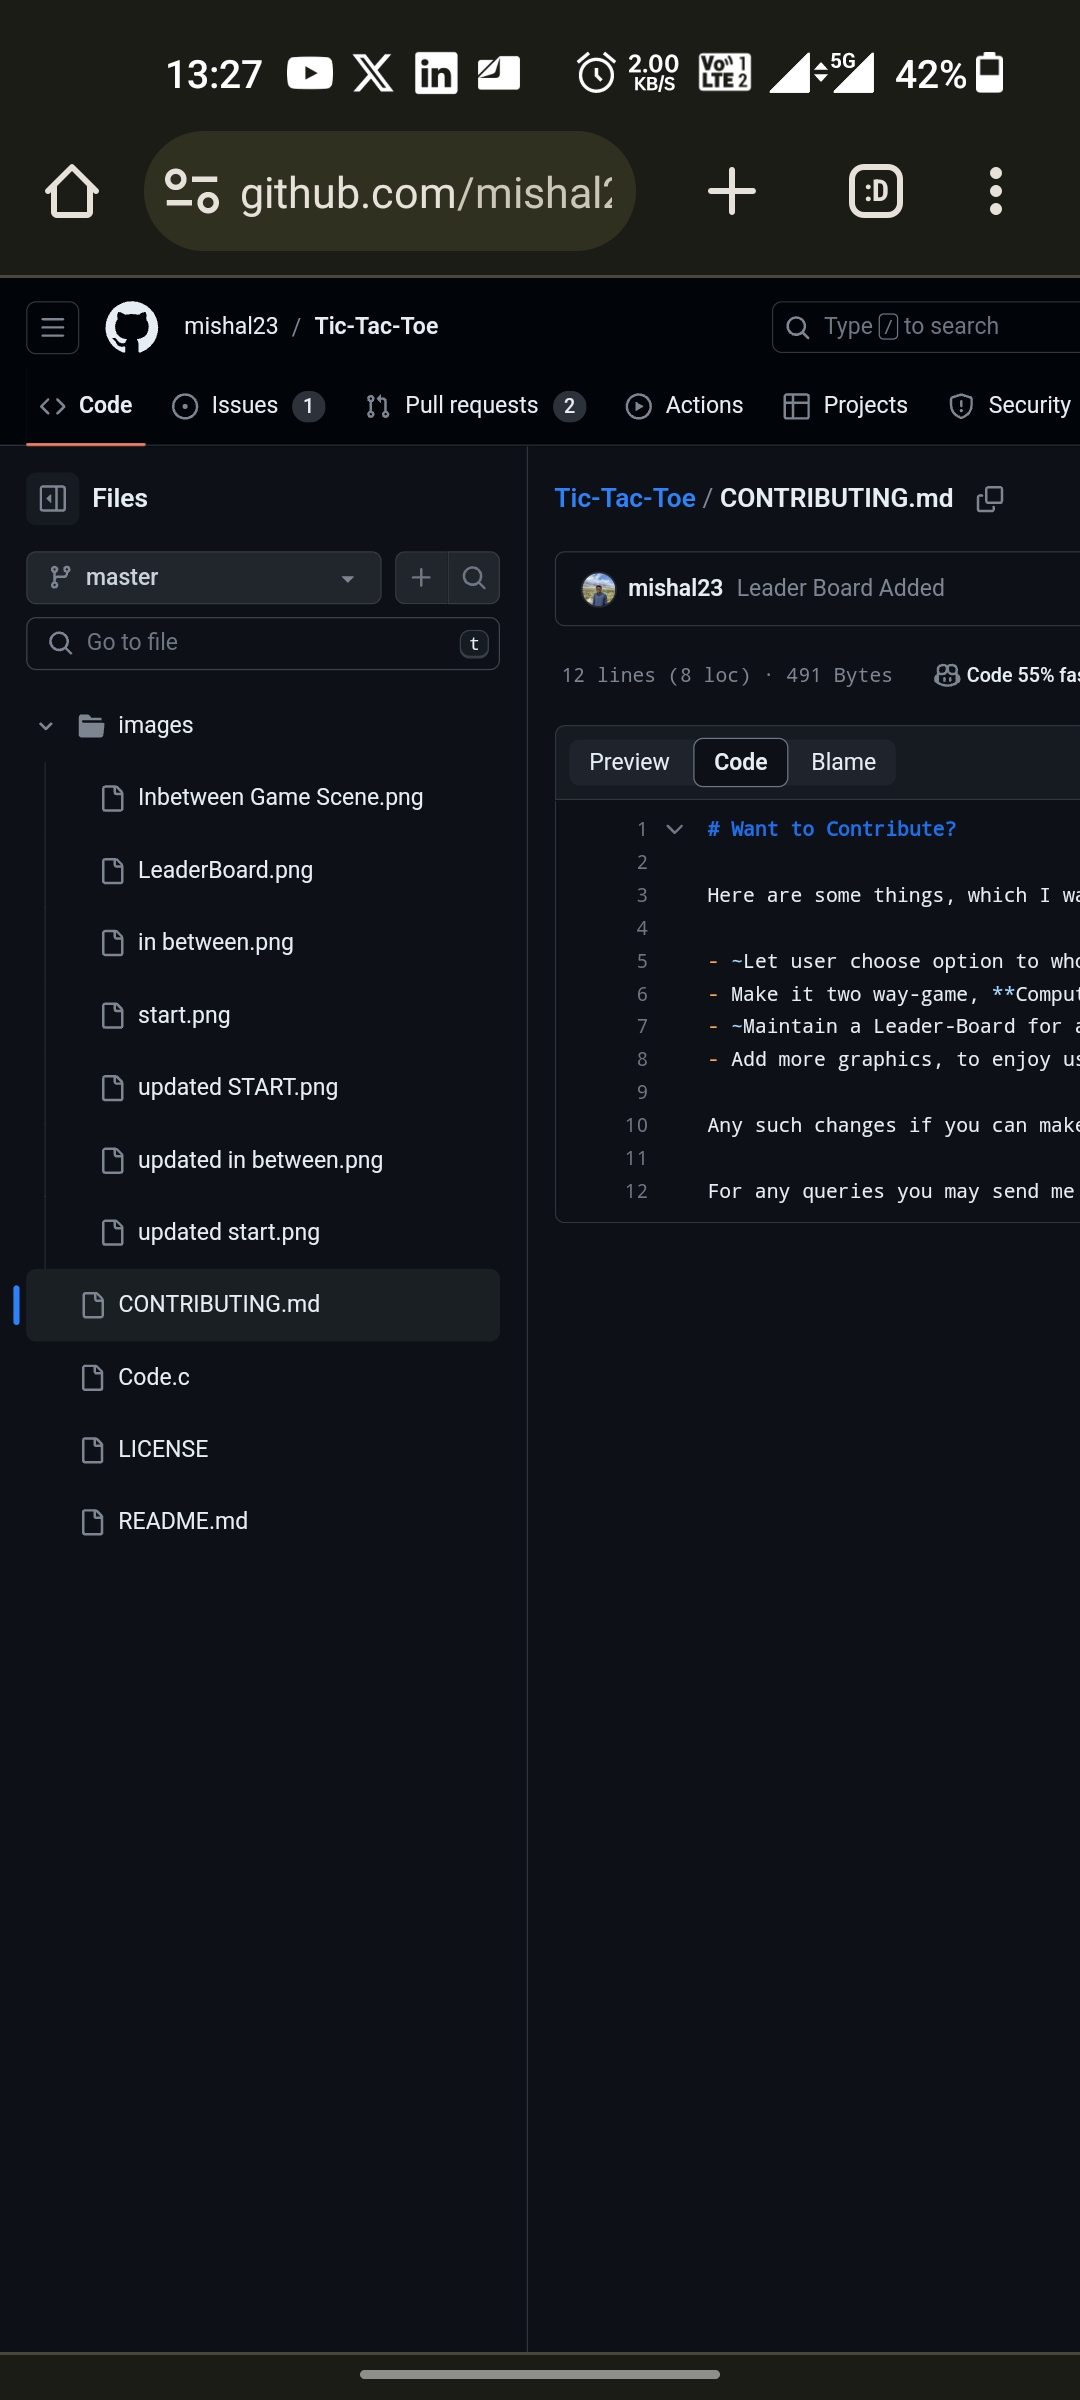 13:27 2.00 KB/S Vo)) 1 LTE 2 5G 42%
github.com/mishal2
:D
mishal23 / Tic-Tac-Toe
Type / to search
Code Issues 1 Pull requests 2 Actions Projects Security
Files
master
Go to file t
images
Inbetween Game Scene.png
LeaderBoard.png
in between.png
start.png
updated START.png
updated in between.png
updated start.png
CONTRIBUTING.md
Code.c
LICENSE
README.md
Tic-Tac-Toe / CONTRIBUTING.md
mishal23 Leader Board Added
12 lines (8 loc) · 491 Bytes Code 55% fas
Preview Code Blame
1 # Want to Contribute?
2
3 Here are some things, which I wa
4
5 - ~Let user choose option to who
6 - Make it two way-game, **Comput
7 - ~Maintain a Leader-Board for a
8 - Add more graphics, to enjoy us
9
10 Any such changes if you can make
11
12 For any queries you may send me